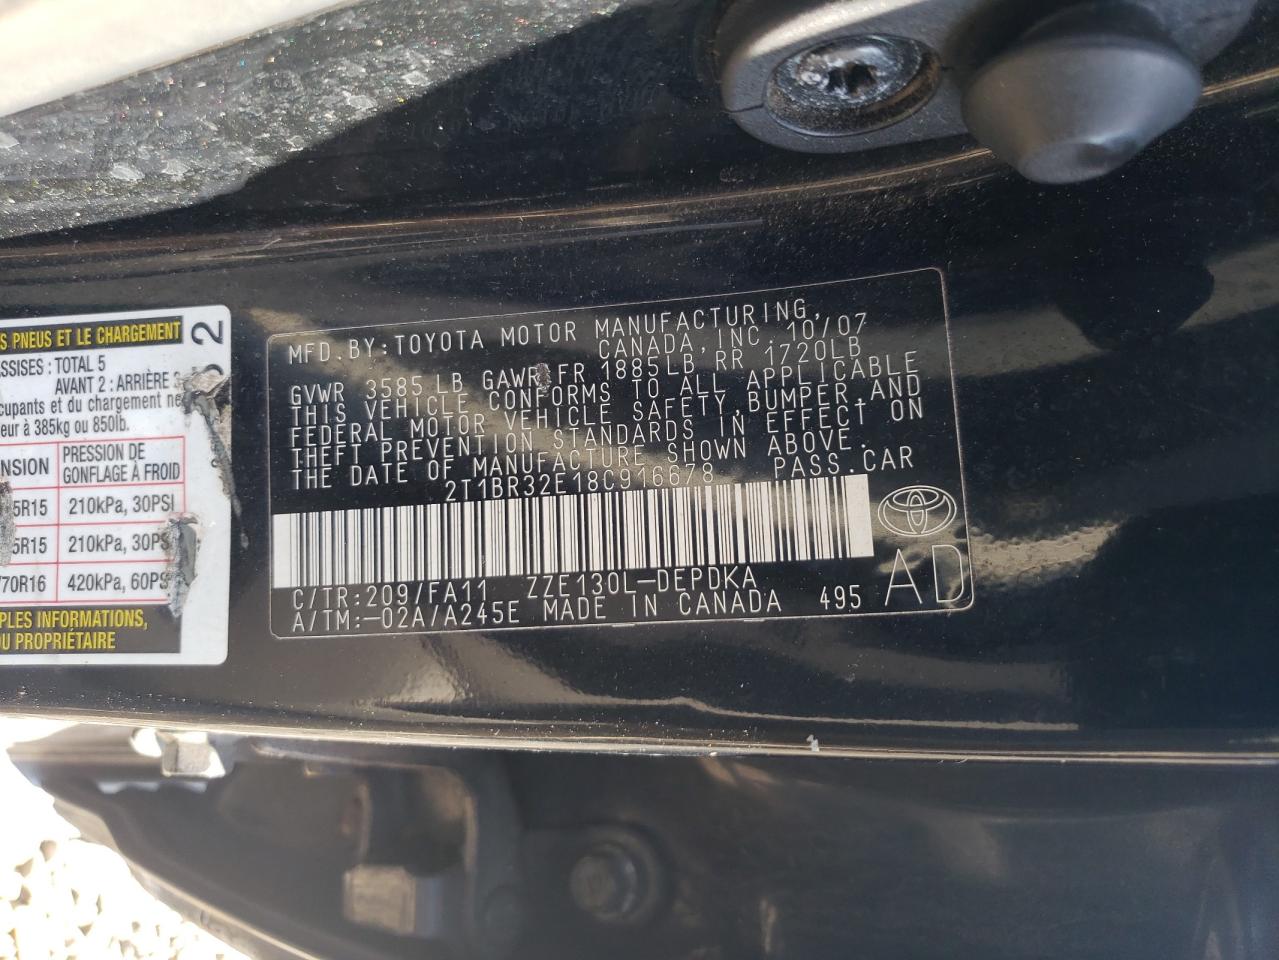 S PNEUS ET LE CHARGEMENT
ASSISES : TOTAL 5
AVANT 2 : ARRIÈRE
cupants et du chargement ne
eur à 385kg ou 850lb.
ENSION PRESSION DE GONFLAGE À FROID
5R15 210kPa, 30PSI
5R15 210kPa, 30PS
/70R16 420kPa, 60PS
PLES INFORMATIONS,
DU PROPRIÉTAIRE
52
MFD. BY: TOYOTA MOTOR MANUFACTURING,
CANADA, INC. 10/07
GVWR 3585 LB GAWR FR 1885LB RR 1720LB
THIS VEHICLE CONFORMS TO ALL APPLICABLE
FEDERAL MOTOR VEHICLE SAFETY, BUMPER, AND
THEFT PREVENTION STANDARDS IN EFFECT ON
THE DATE OF MANUFACTURE SHOWN ABOVE.
2T1BR32E18C916678 PASS. CAR
C/TR: 209/FA11 ZZE130L-DEPDKA
A/TM: -02A/A245E MADE IN CANADA 495
AD